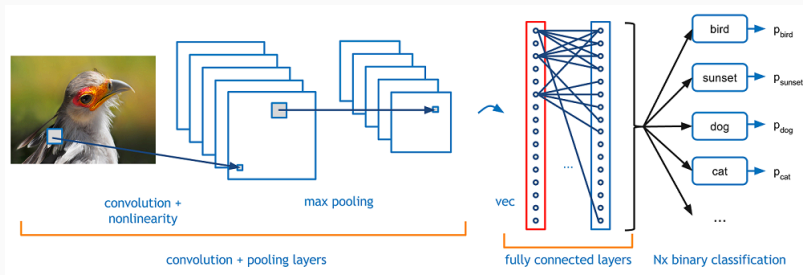 bird
p_bird
sunset
p_sunset
dog
p_dog
cat
p_cat
...
...
convolution +
nonlinearity
max pooling
vec
convolution + pooling layers
fully connected layers
Nx binary classification